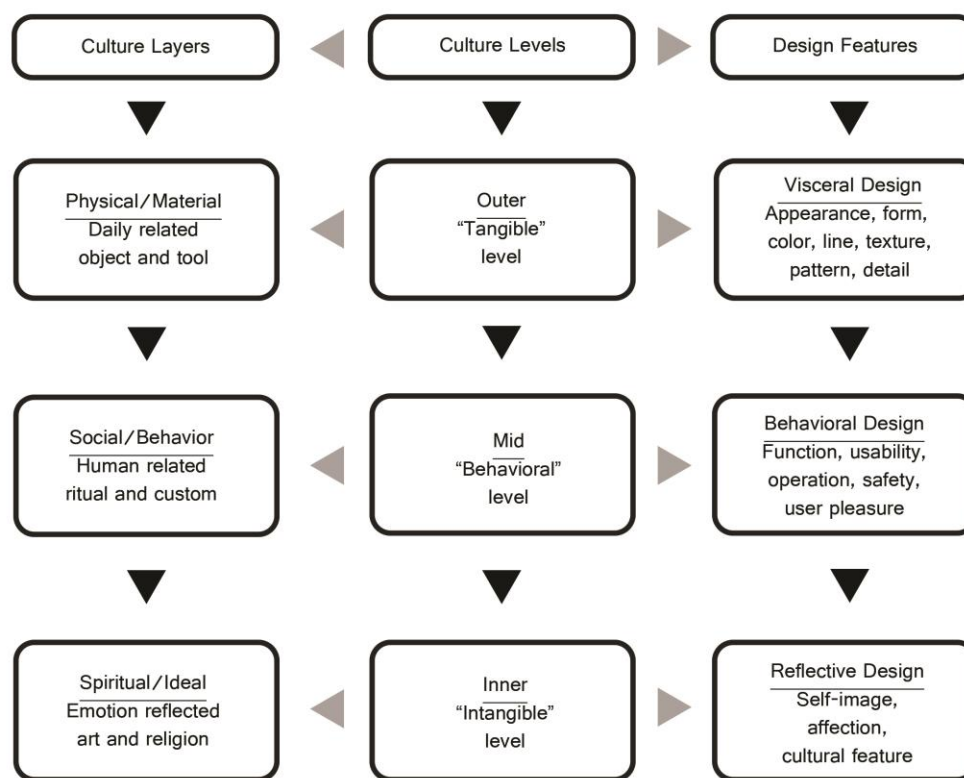 Culture Layers
Culture Levels
Design Features
Physical/Material
Daily related
object and tool
Outer
“Tangible”
level
Visceral Design
Appearance, form,
color, line, texture,
pattern, detail
Social/Behavior
Human related
ritual and custom
Mid
“Behavioral”
level
Behavioral Design
Function, usability,
operation, safety,
user pleasure
Spiritual/Ideal
Emotion reflected
art and religion
Inner
“Intangible”
level
Reflective Design
Self-image,
affection,
cultural feature